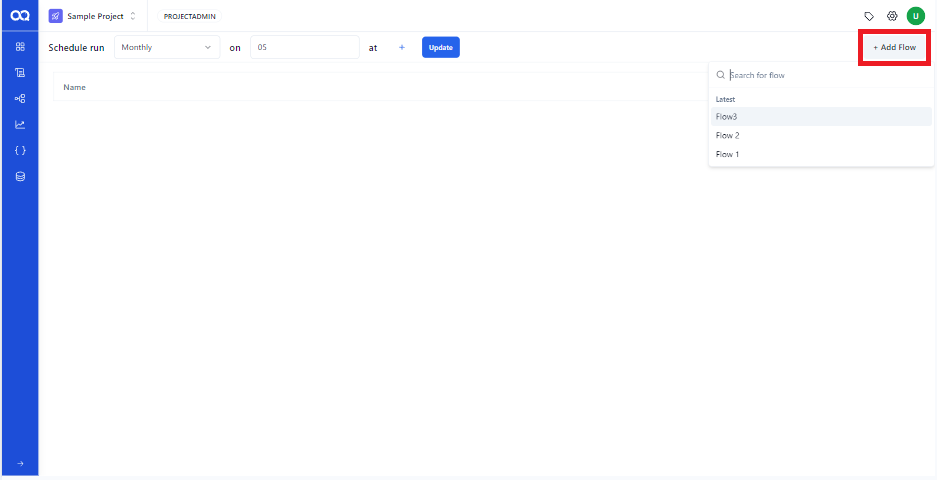 Sample Project PROJECTADMIN U
Schedule run Monthly on 05 at + Update + Add Flow
Search for flow
Name
Latest
Flow3
Flow 2
Flow 1